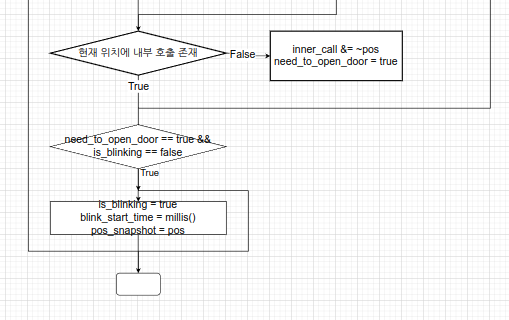 현재 위치에 내부 호출 존재
False
inner_call &= ~pos
need_to_open_door = true
True
need_to_open_door == true &&
is_blinking == false
True
is_blinking = true
blink_start_time = millis()
pos_snapshot = pos